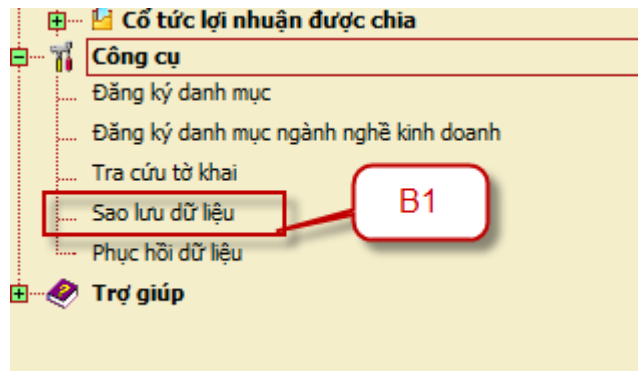 Cổ tức lợi nhuận được chia
Công cụ
Đăng ký danh mục
Đăng ký danh mục ngành nghề kinh doanh
Tra cứu tờ khai
Sao lưu dữ liệu
B1
Phục hồi dữ liệu
Trợ giúp